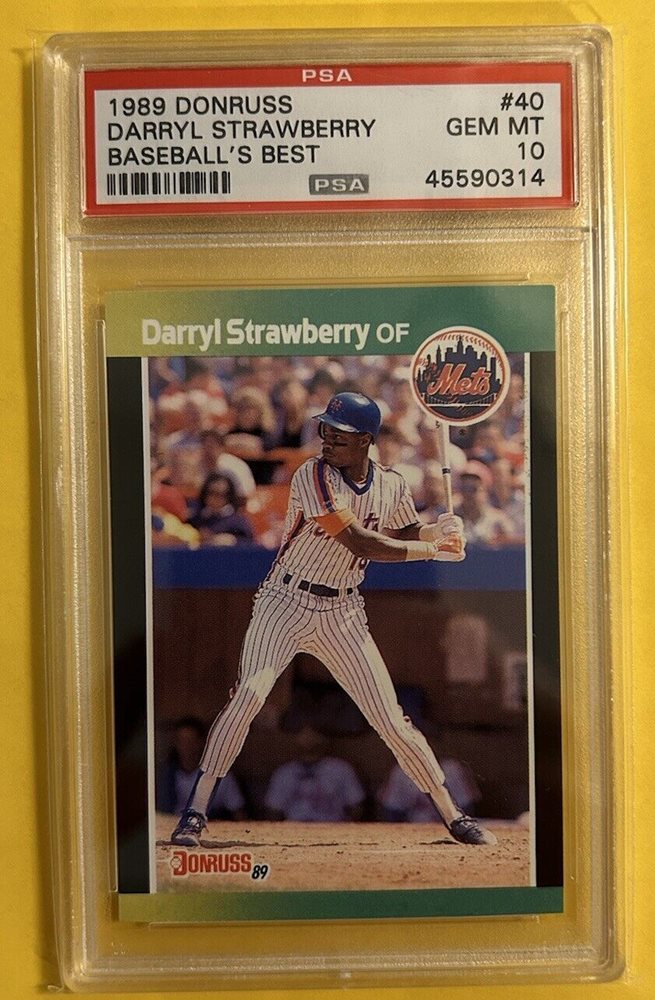 PSA
1989 DONRUSS #40
DARRYL STRAWBERRY GEM MT
BASEBALL'S BEST 10
PSA 45590314
Darryl Strawberry OF
Mets
DONRUSS 89